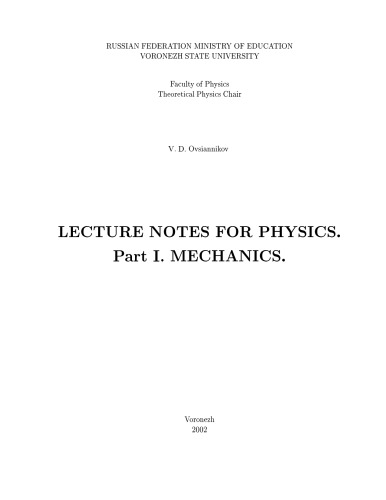 RUSSIAN FEDERATION MINISTRY OF EDUCATION
VORONEZH STATE UNIVERSITY
Faculty of Physics
Theoretical Physics Chair
V. D. Ovsiannikov
LECTURE NOTES FOR PHYSICS.
Part I. MECHANICS.
Voronezh
2002